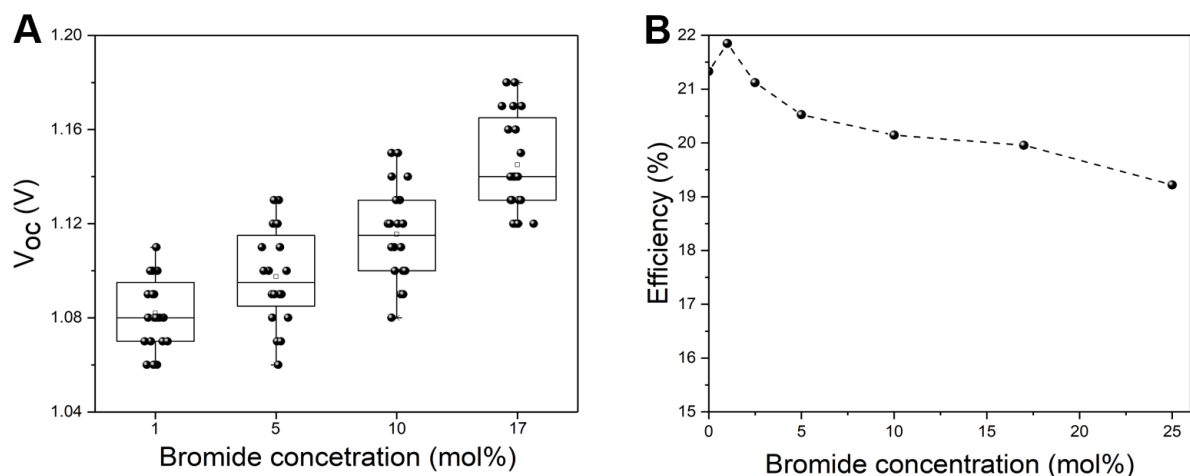 A
1.20
1.16
1.12
1.08
1.04
V_OC (V)
1 5 10 17
Bromide concetration (mol%)
B
22
21
20
19
18
17
16
15
Efficiency (%)
0 5 10 15 20 25
Bromide concentration (mol%)